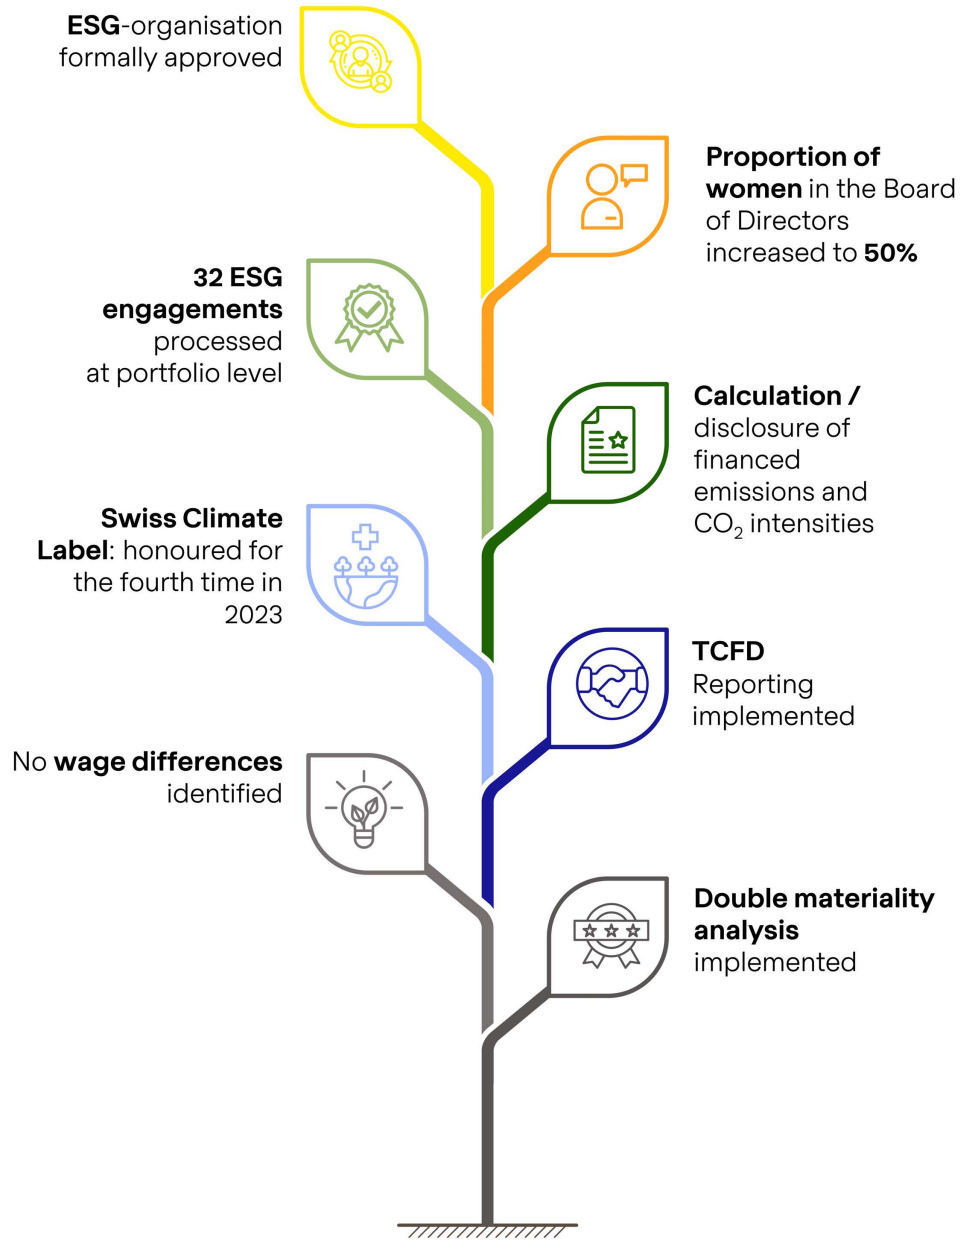 ESG-organisation
formally approved
Proportion of
women in the Board
of Directors
increased to 50%
32 ESG
engagements
processed
at portfolio level
Calculation /
disclosure of
financed
emissions and
CO₂ intensities
Swiss Climate
Label: honoured for
the fourth time in
2023
TCFD
Reporting
implemented
No wage differences
identified
Double materiality
analysis
implemented